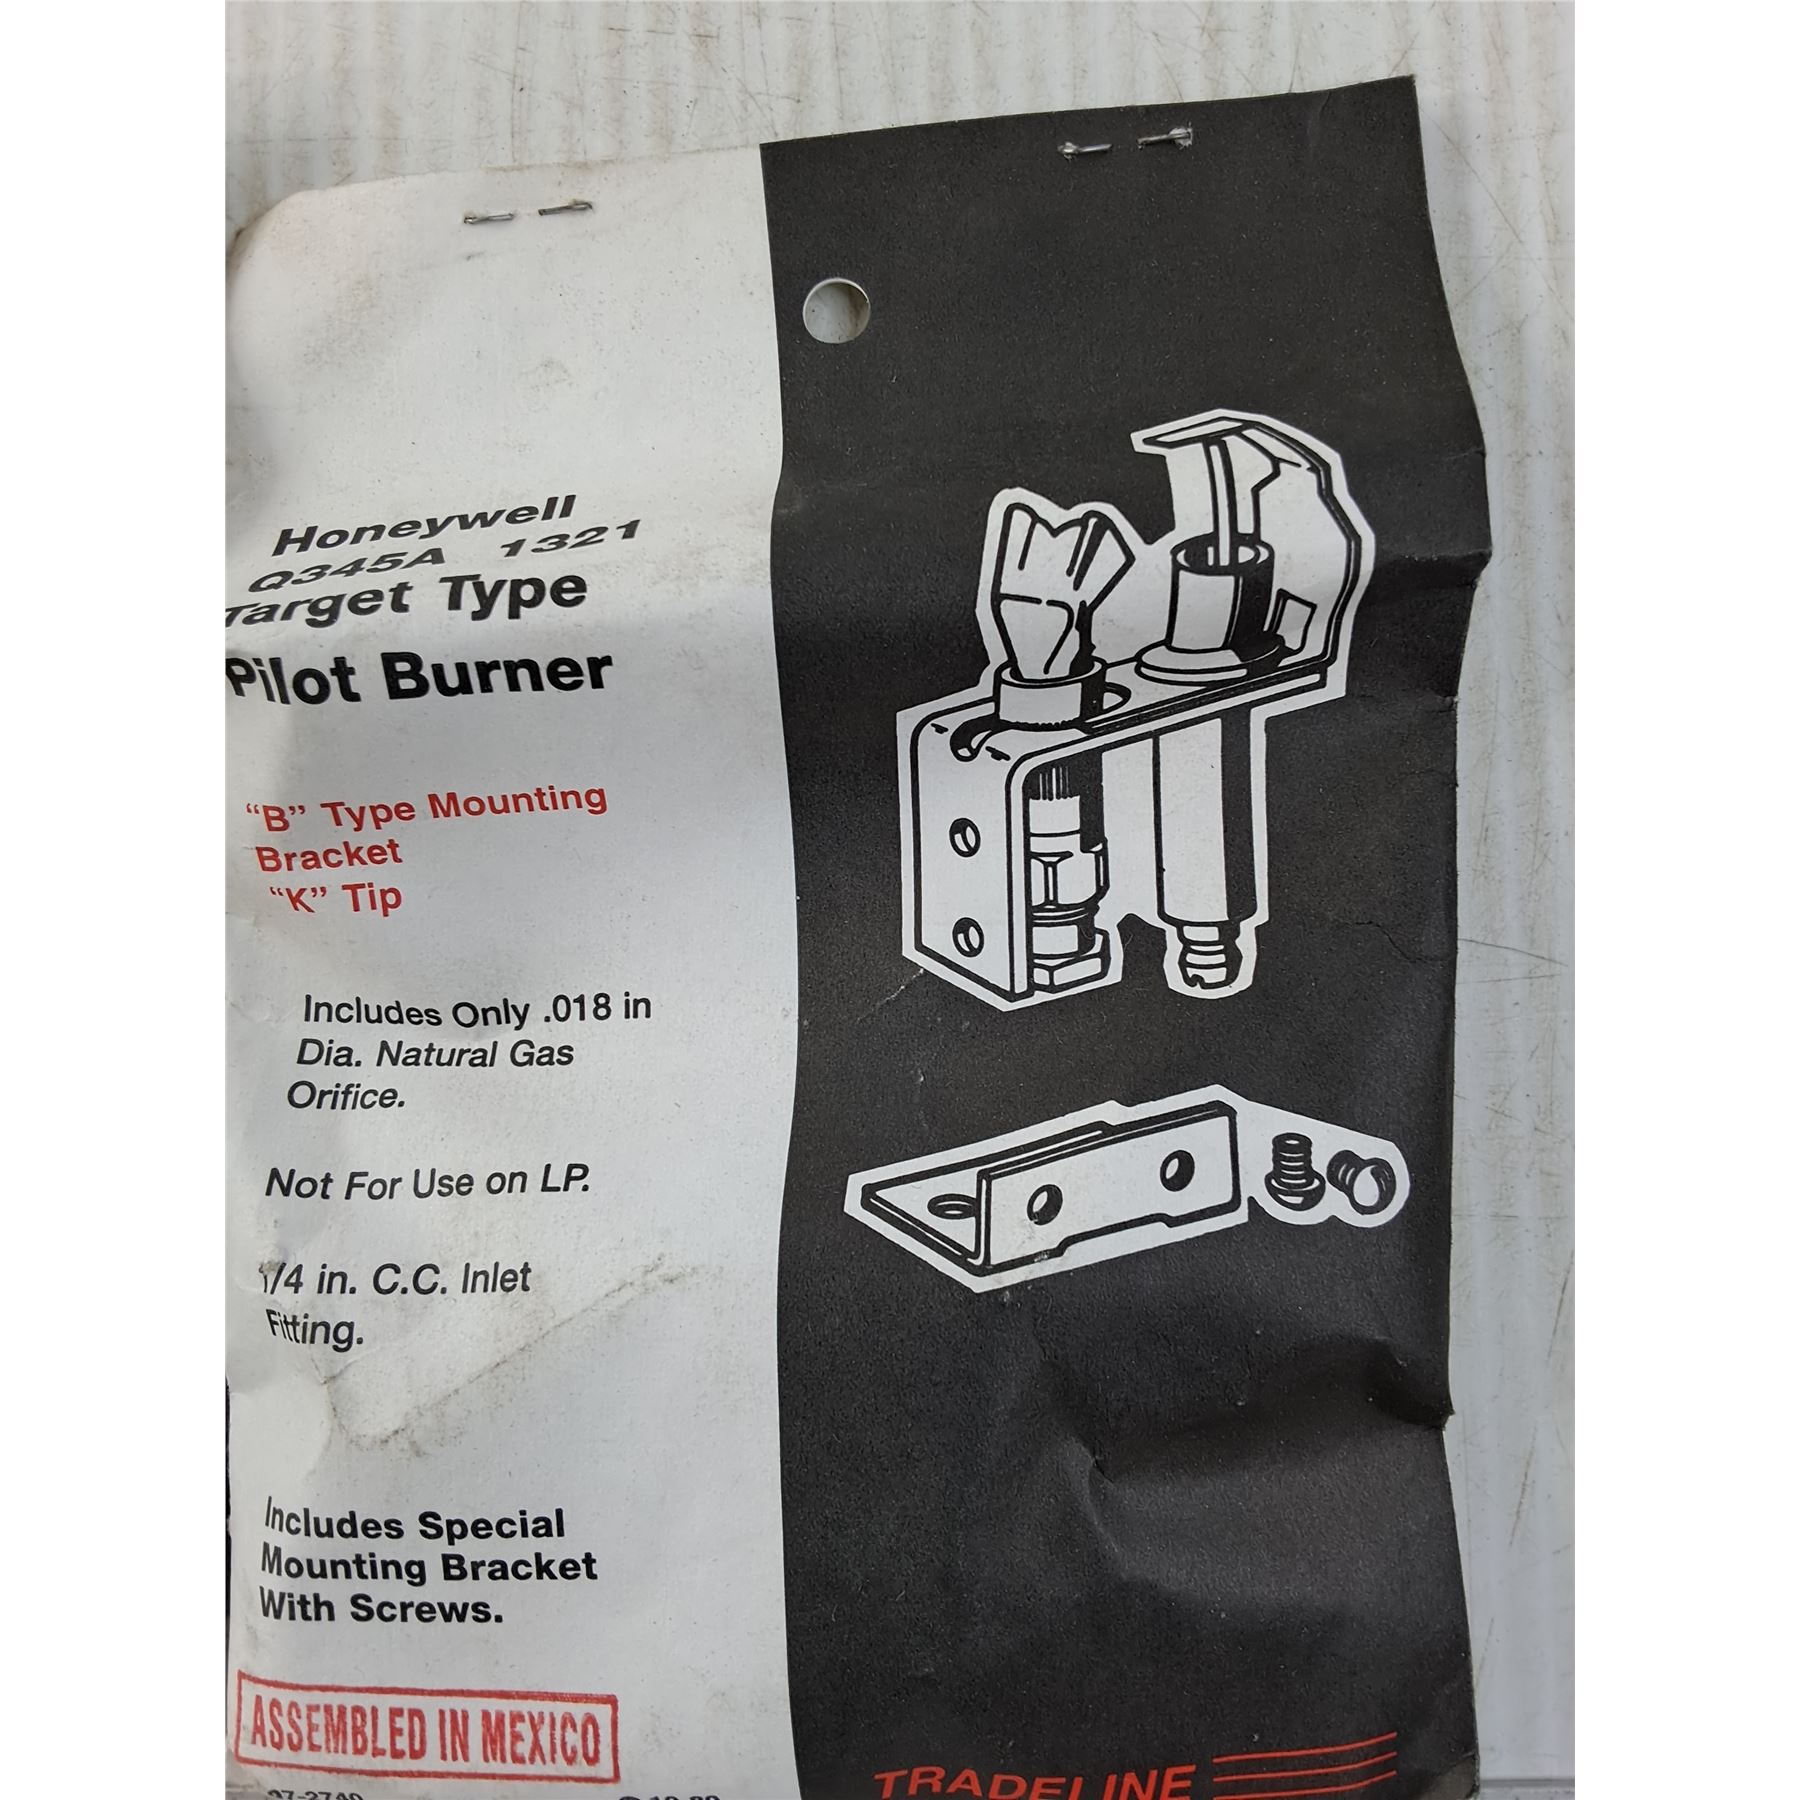 Honeywell
Q345A 1321
Target Type
Pilot Burner
“B” Type Mounting
Bracket
“K” Tip
Includes Only .018 in
Dia. Natural Gas
Orifice.
Not For Use on LP.
1/4 in. C.C. Inlet
Fitting.
Includes Special
Mounting Bracket
With Screws.
ASSEMBLED IN MEXICO
TRADELINE